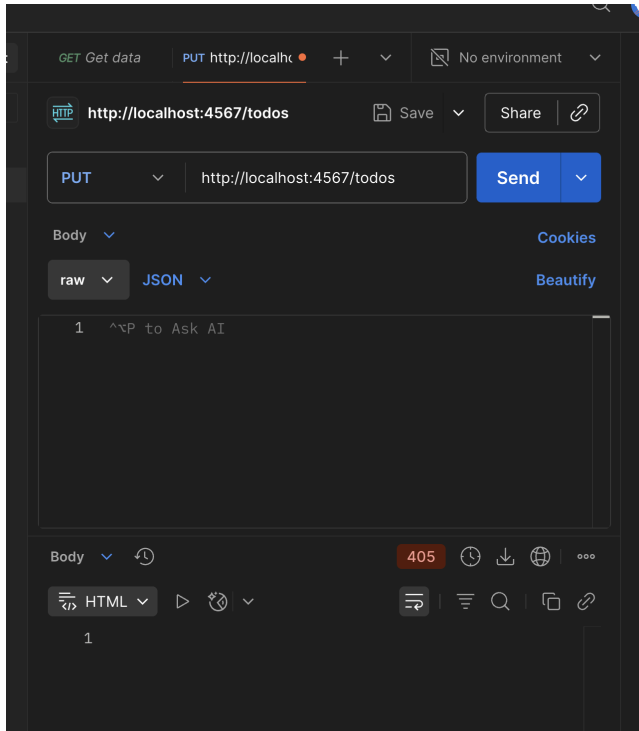 GET Get data PUT http://localhc + No environment
HTTP http://localhost:4567/todos Save Share
PUT http://localhost:4567/todos Send
Body Cookies
raw JSON Beautify
1 ^⌥P to Ask AI
Body 405
HTML
1